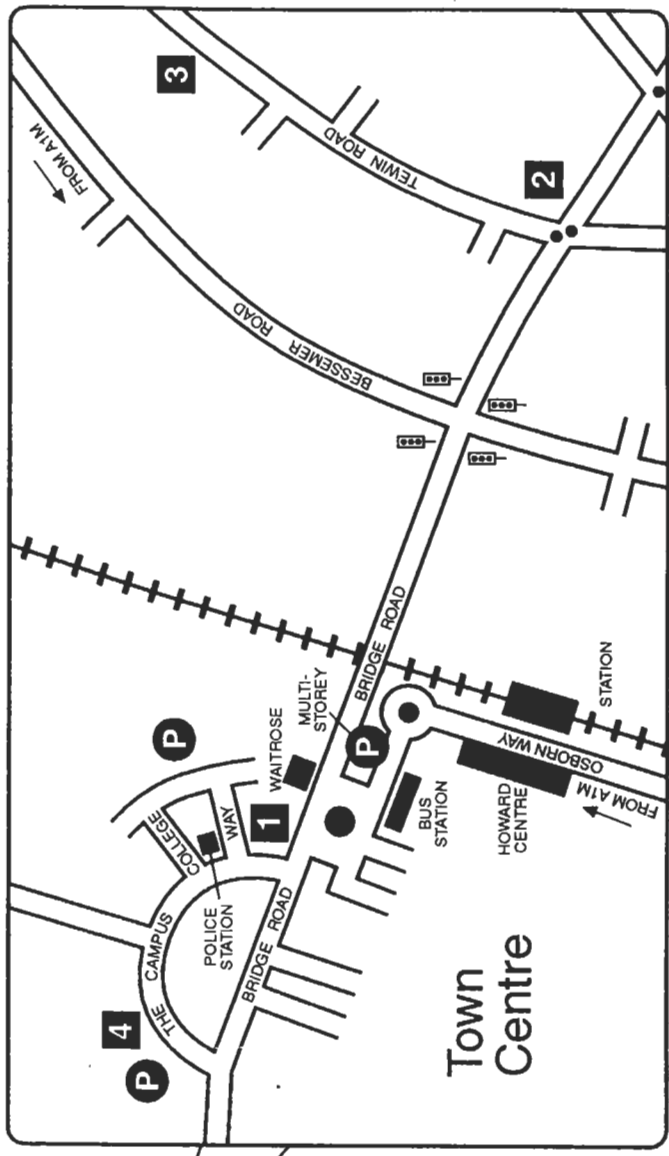 FROM A1M
4
P
THE CAMPUS
P
3
COLLEGE
WAY
POLICE
STATION
1
WAITROSE
BESSEMER ROAD
BRIDGE ROAD
MULTI-
STOREY
P
BRIDGE ROAD
TEWIN ROAD
BUS
STATION
Town
Centre
HOWARD
CENTRE
OSBORN WAY
2
STATION
FROM A1M